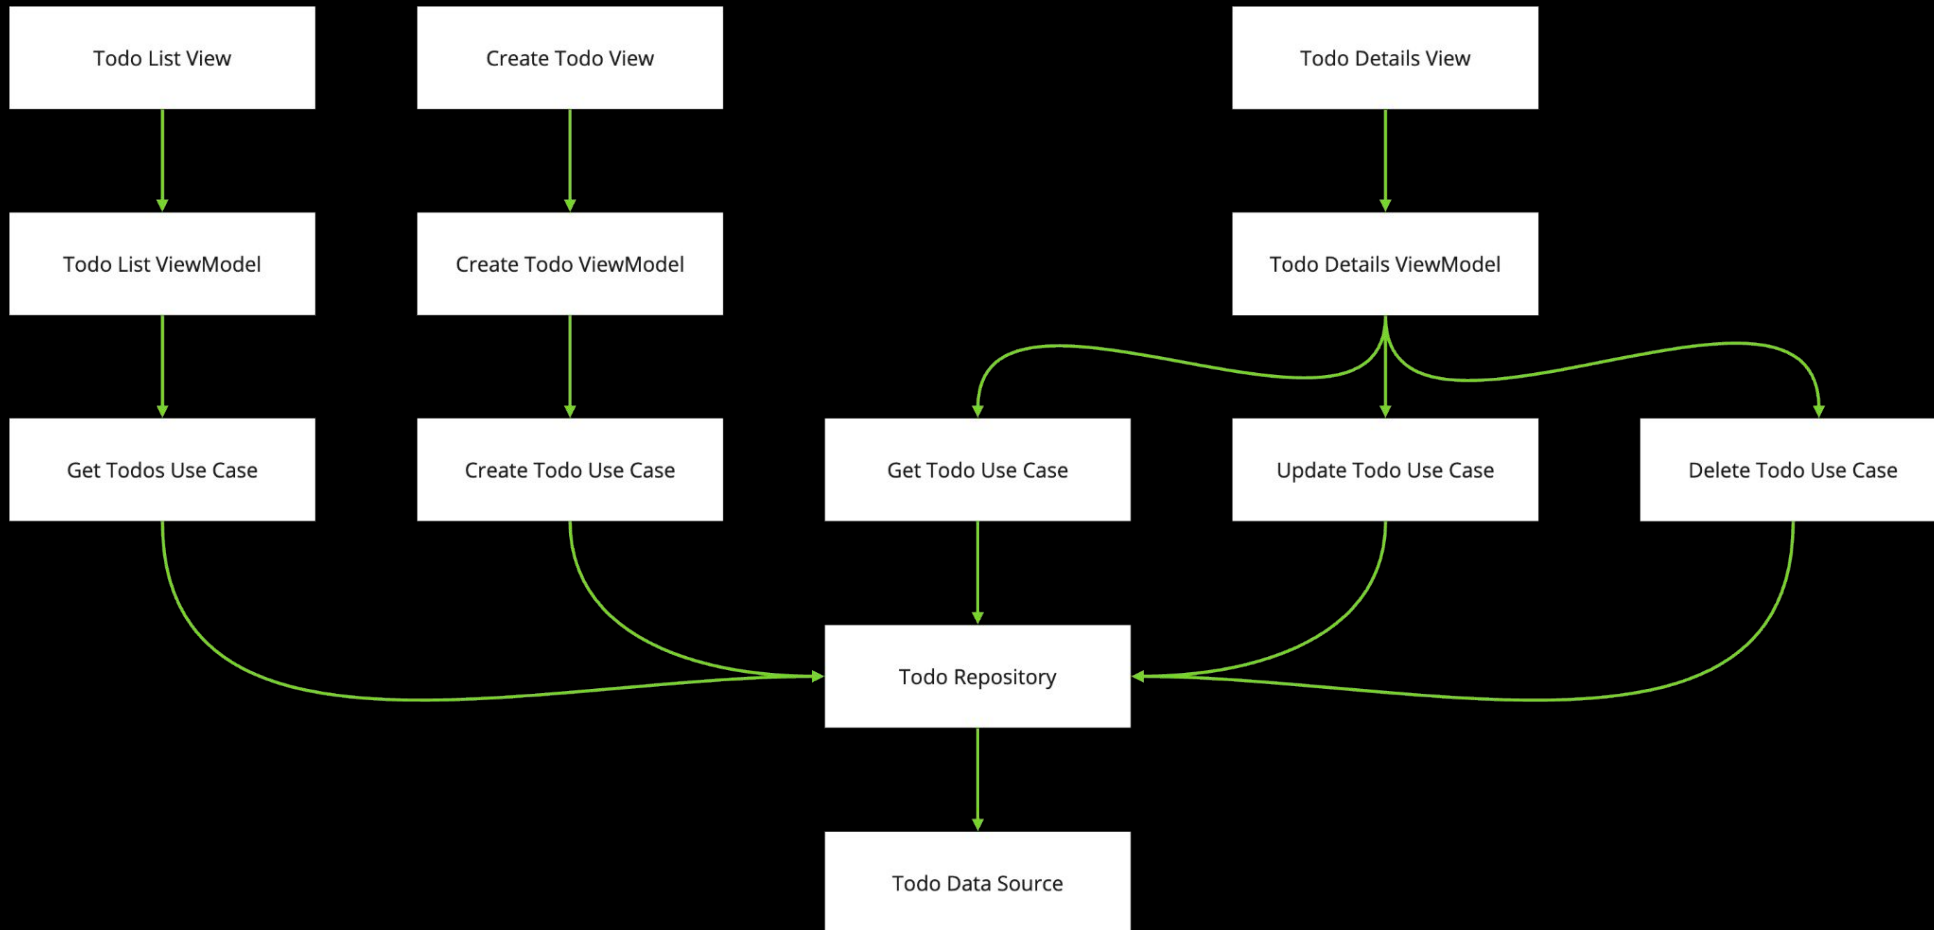 Todo List View
Create Todo View
Todo Details View
Todo List ViewModel
Create Todo ViewModel
Todo Details ViewModel
Get Todos Use Case
Create Todo Use Case
Get Todo Use Case
Update Todo Use Case
Delete Todo Use Case
Todo Repository
Todo Data Source